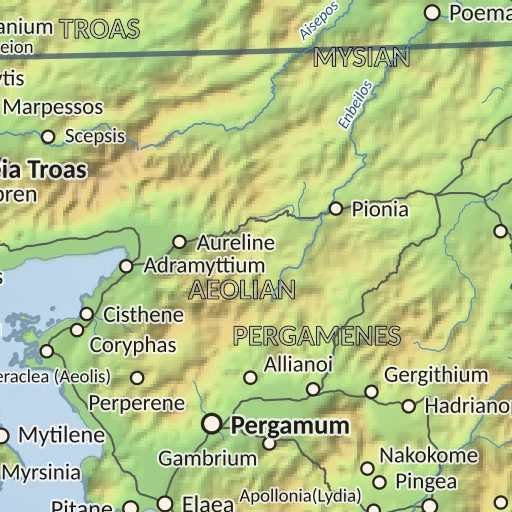 Poema
anium
TROAS
Aisepos
eion
MYSIAN
ytis
Enbeilos
Marpessos
Scepsis
ia Troas
oren
Pionia
Aureline
Adramyttium
AEOLIAN
Cisthene
PERGAMENES
Coryphas
Allianoi
eraclea (Aeolis)
Gergithium
Perperene
Hadriano
Pergamum
Mytilene
Gambrium
Nakokome
Myrsinia
Pingea
Apollonia(Lydia)
Pitane
Elaea